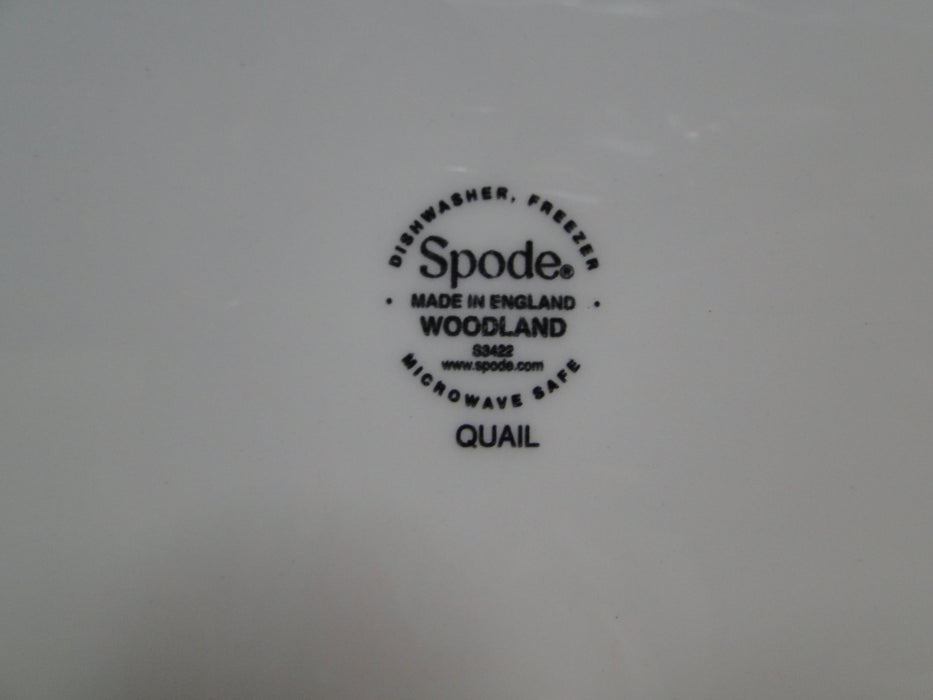 DISHWASHER, FREEZER
Spode®
· MADE IN ENGLAND ·
WOODLAND
S3422
www.spode.com
MICROWAVE SAFE
QUAIL